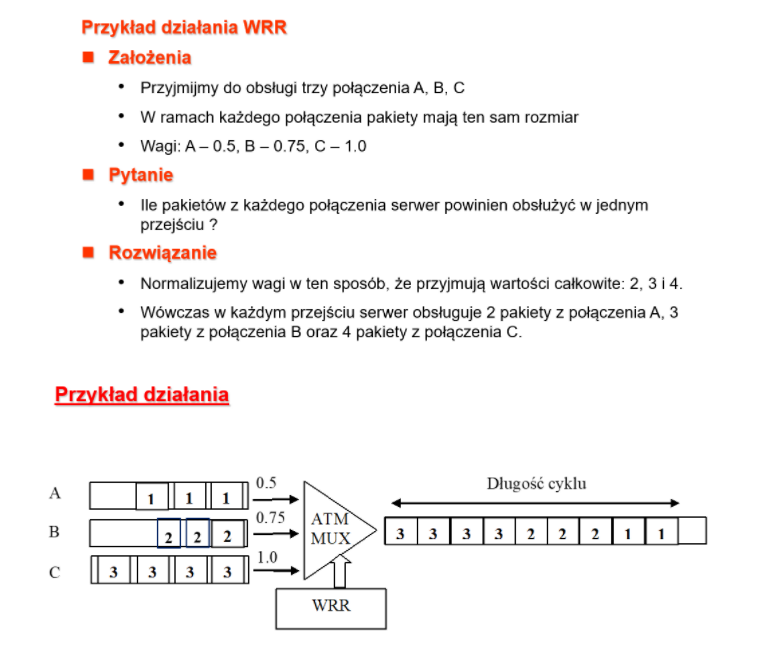 Przykład działania WRR
Założenia
• Przyjmijmy do obsługi trzy połączenia A, B, C
• W ramach każdego połączenia pakiety mają ten sam rozmiar
• Wagi: A – 0.5, B – 0.75, C – 1.0
Pytanie
• Ile pakietów z każdego połączenia serwer powinien obsłużyć w jednym
przejściu ?
Rozwiązanie
• Normalizujemy wagi w ten sposób, że przyjmują wartości całkowite: 2, 3 i 4.
• Wówczas w każdym przejściu serwer obsługuje 2 pakiety z połączenia A, 3
pakiety z połączenia B oraz 4 pakiety z połączenia C.
Przykład działania
Długość cyklu
A 1 1 1 0.5
B 2 2 2 0.75
C 3 3 3 3 1.0
ATM
MUX
3 3 3 3 2 2 2 1 1
WRR